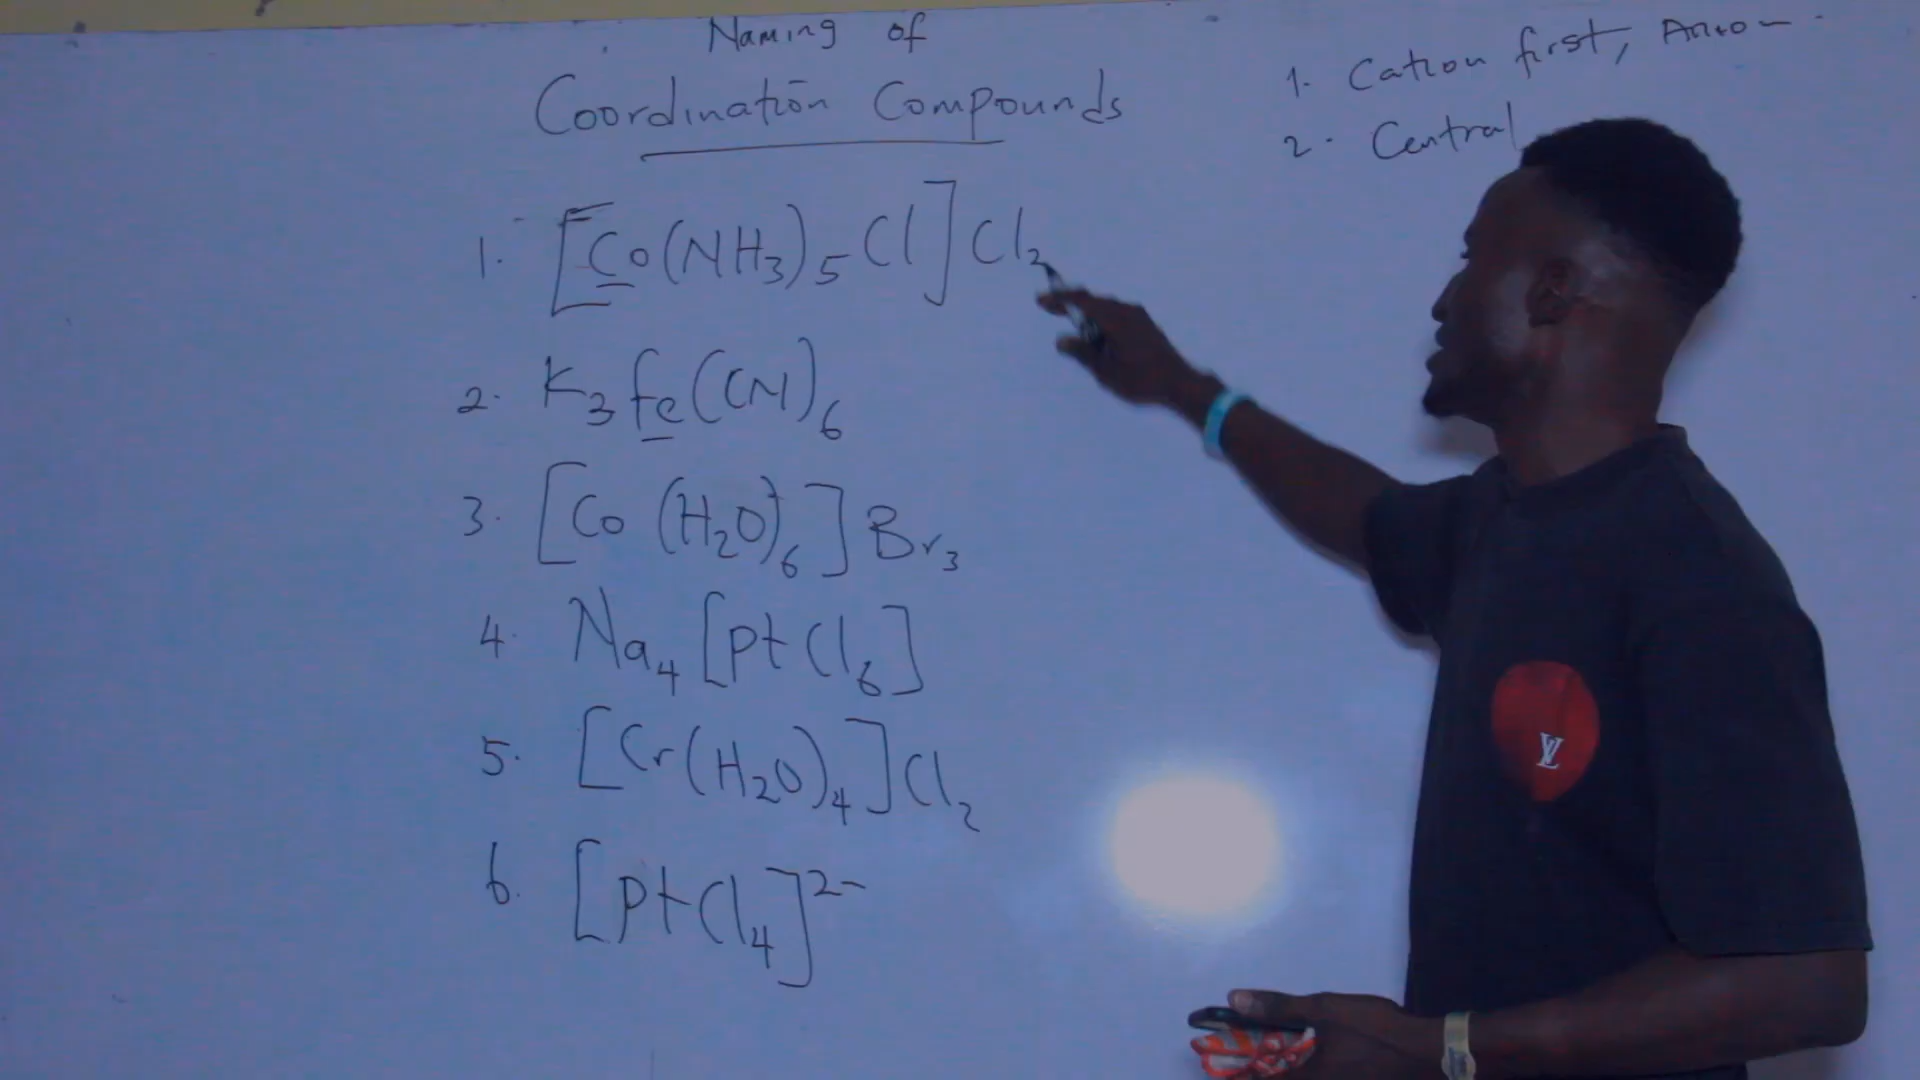 Naming of
Coordination Compounds
1. [Co(NH3)5Cl]Cl2
2. K3Fe(CN)6
3. [Co(H2O)6]Br3
4. Na4[PtCl6]
5. [Cr(H2O)4]Cl2
6. [PtCl4]2-
1. Cation first, Anion
2. Central
LV